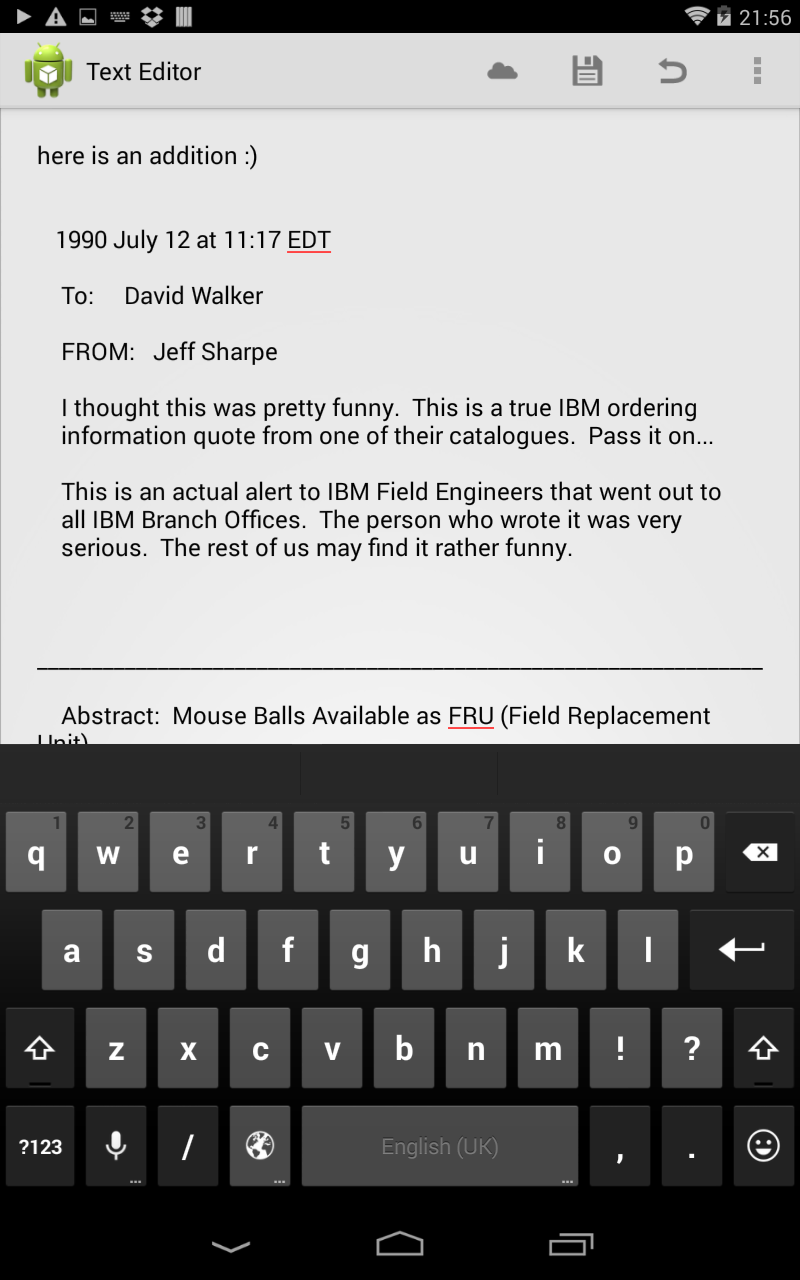 21:56
Text Editor
here is an addition :)
1990 July 12 at 11:17 EDT
To: David Walker
FROM: Jeff Sharpe
I thought this was pretty funny. This is a true IBM ordering
information quote from one of their catalogues. Pass it on...
This is an actual alert to IBM Field Engineers that went out to
all IBM Branch Offices. The person who wrote it was very
serious. The rest of us may find it rather funny.
Abstract: Mouse Balls Available as FRU (Field Replacement
Unit)
1 2 3 4 5 6 7 8 9 0
q w e r t y u i o p
a s d f g h j k l
z x c v b n m ! ?
?123 / English (UK) , .